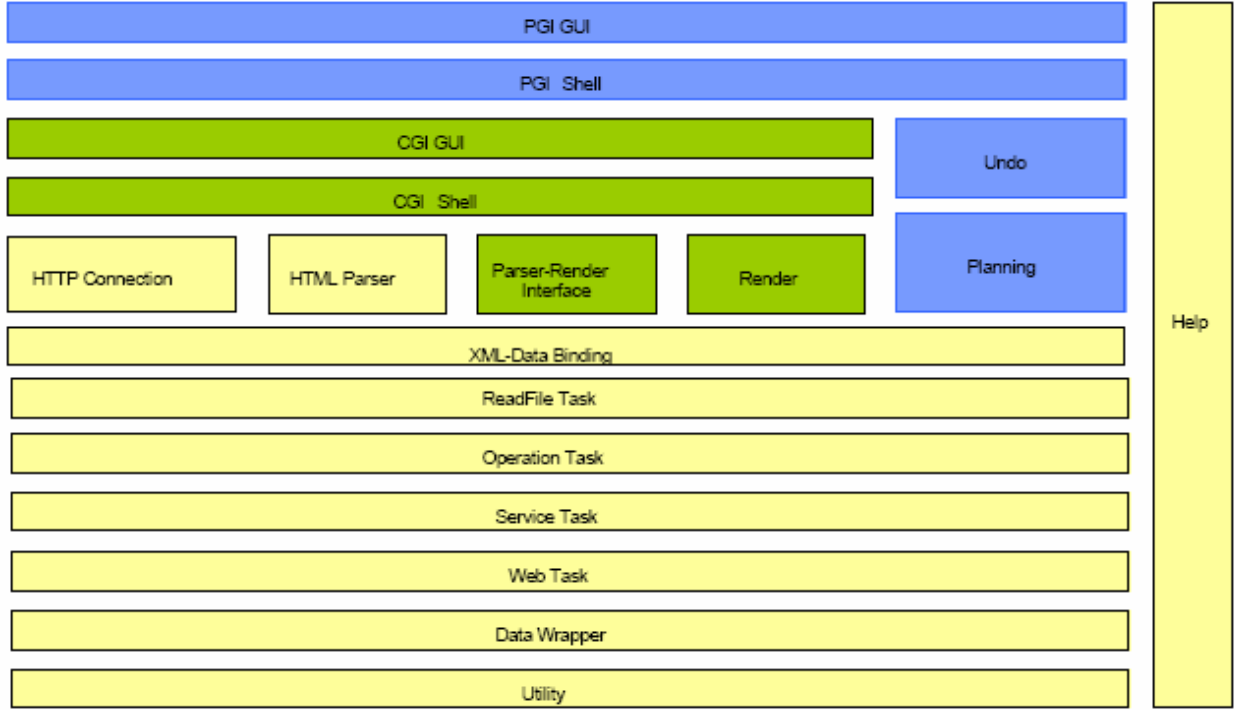 PGI GUI
PGI Shell
CGI GUI
Undo
CGI Shell
HTTP Connection
HTML Parser
Parser-Render
Interface
Render
Planning
Help
XML-Data Binding
ReadFile Task
Operation Task
Service Task
Web Task
Data Wrapper
Utility